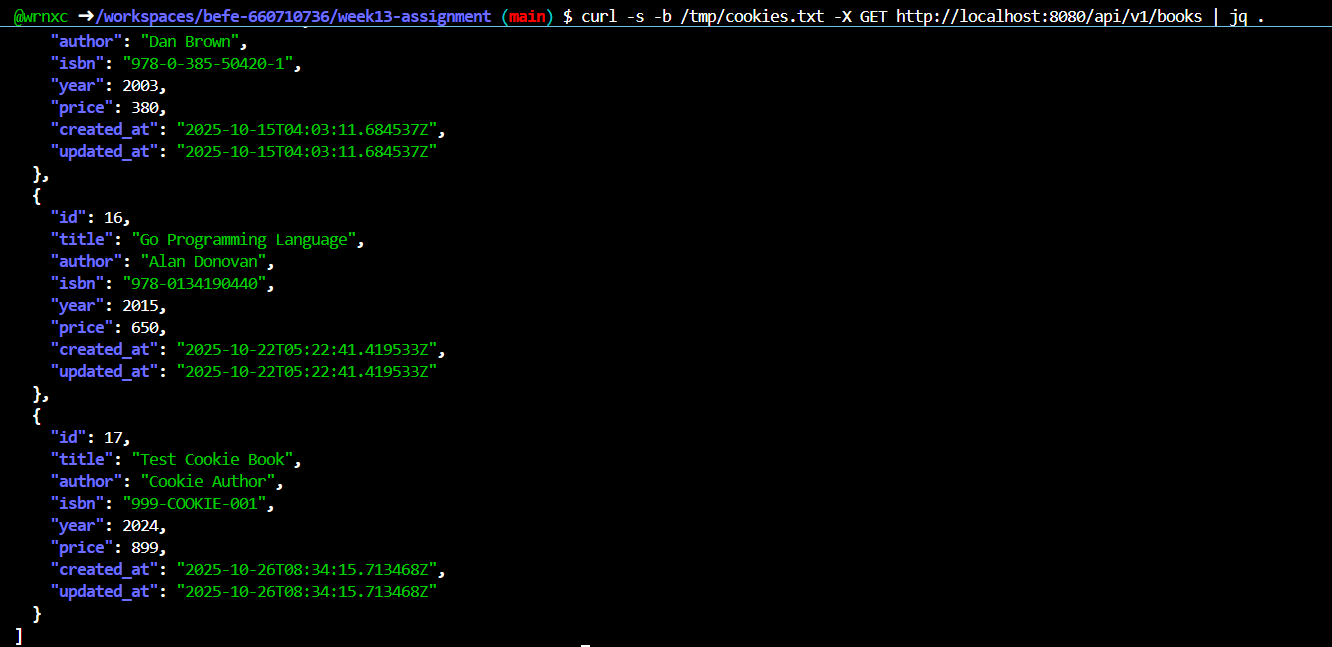 @wrnxc ➜/workspaces/befe-660710736/week13-assignment (main) $ curl -s -b /tmp/cookies.txt -X GET http://localhost:8080/api/v1/books | jq .
    "author": "Dan Brown",
    "isbn": "978-0-385-50420-1",
    "year": 2003,
    "price": 380,
    "created_at": "2025-10-15T04:03:11.684537Z",
    "updated_at": "2025-10-15T04:03:11.684537Z"
  },
  {
    "id": 16,
    "title": "Go Programming Language",
    "author": "Alan Donovan",
    "isbn": "978-0134190440",
    "year": 2015,
    "price": 650,
    "created_at": "2025-10-22T05:22:41.419533Z",
    "updated_at": "2025-10-22T05:22:41.419533Z"
  },
  {
    "id": 17,
    "title": "Test Cookie Book",
    "author": "Cookie Author",
    "isbn": "999-COOKIE-001",
    "year": 2024,
    "price": 899,
    "created_at": "2025-10-26T08:34:15.713468Z",
    "updated_at": "2025-10-26T08:34:15.713468Z"
  }
]